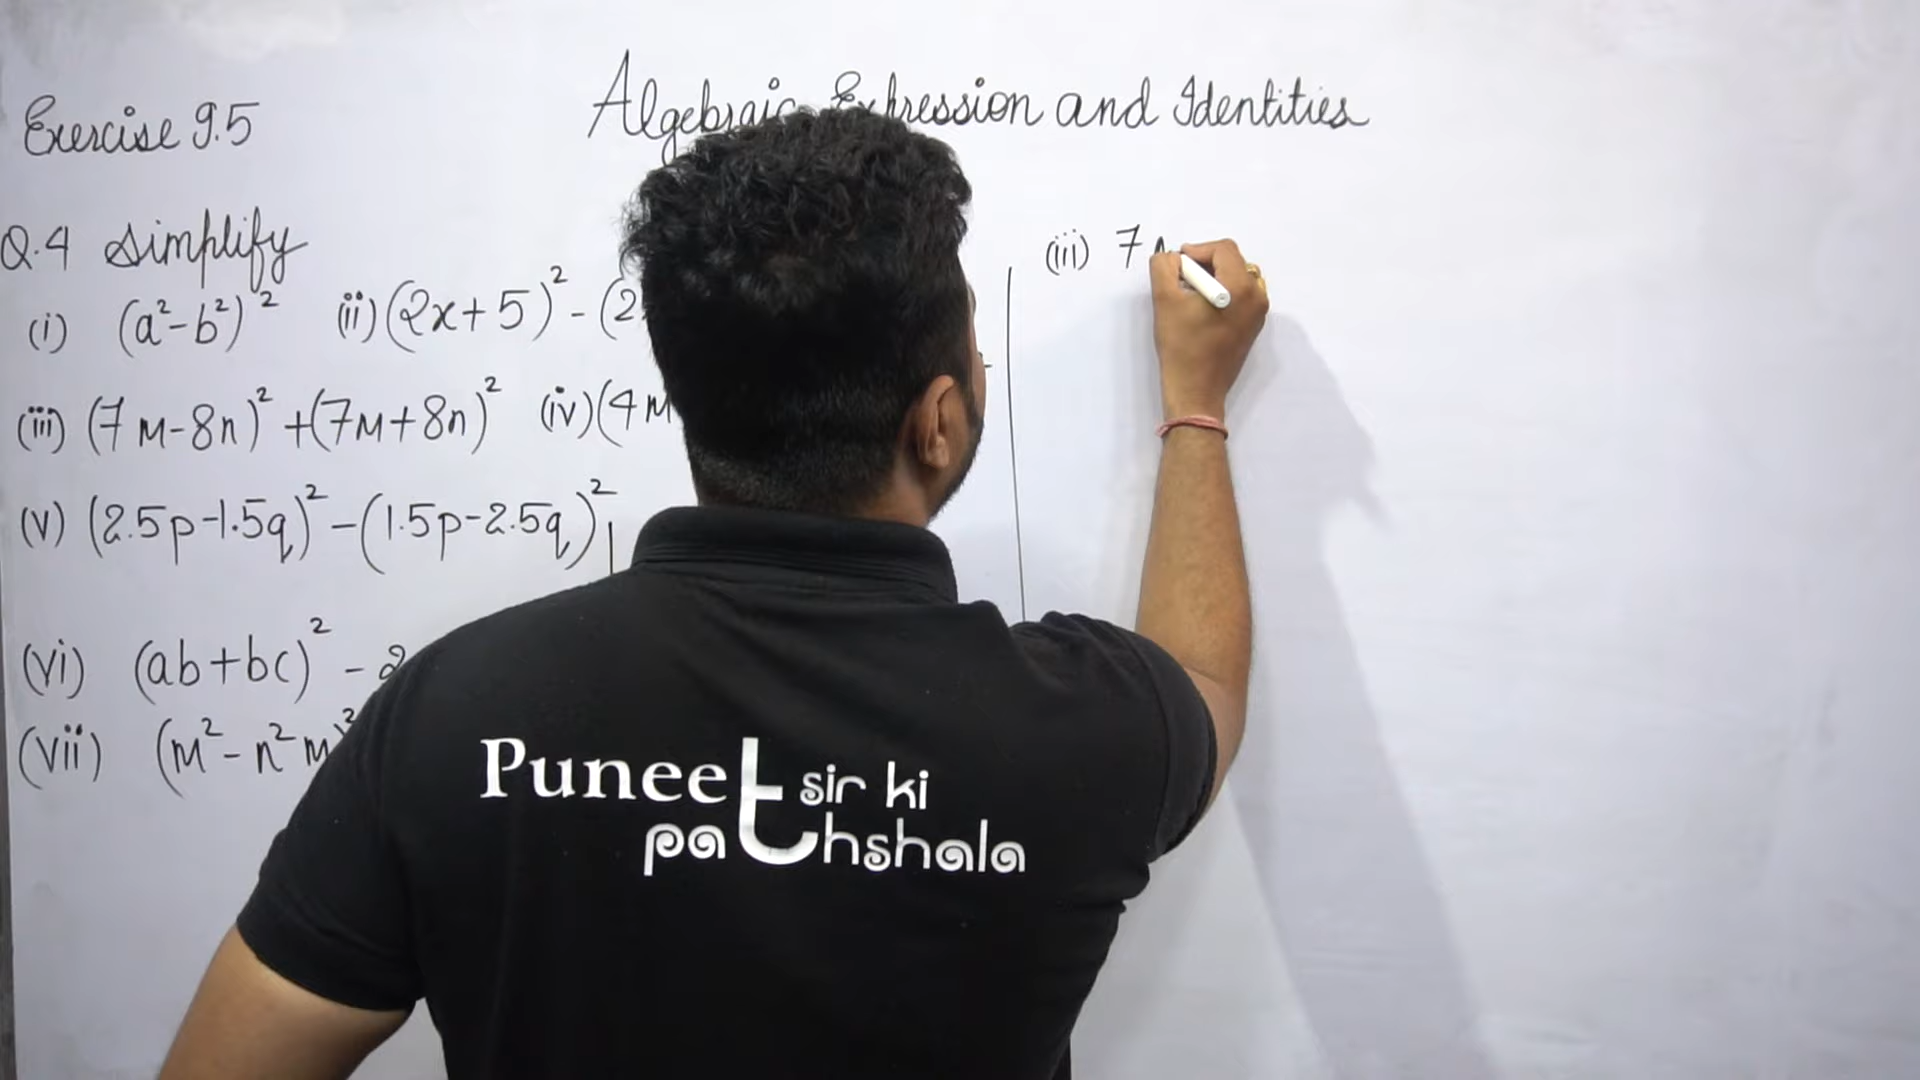 Algebraic Expression and Identities
Exercise 9.5
Q.4 Simplify
(i) (a²-b²)² (ii) (2x+5)² - (2
(iii) (7m-8n)² + (7m+8n)² (iv) (4m
(v) (2.5p-1.5q)² - (1.5p-2.5q)²
(vi) (ab+bc)² - 2
(vii) (m² - n²m)²
(iii) 7
Puneet sir ki
pathshala